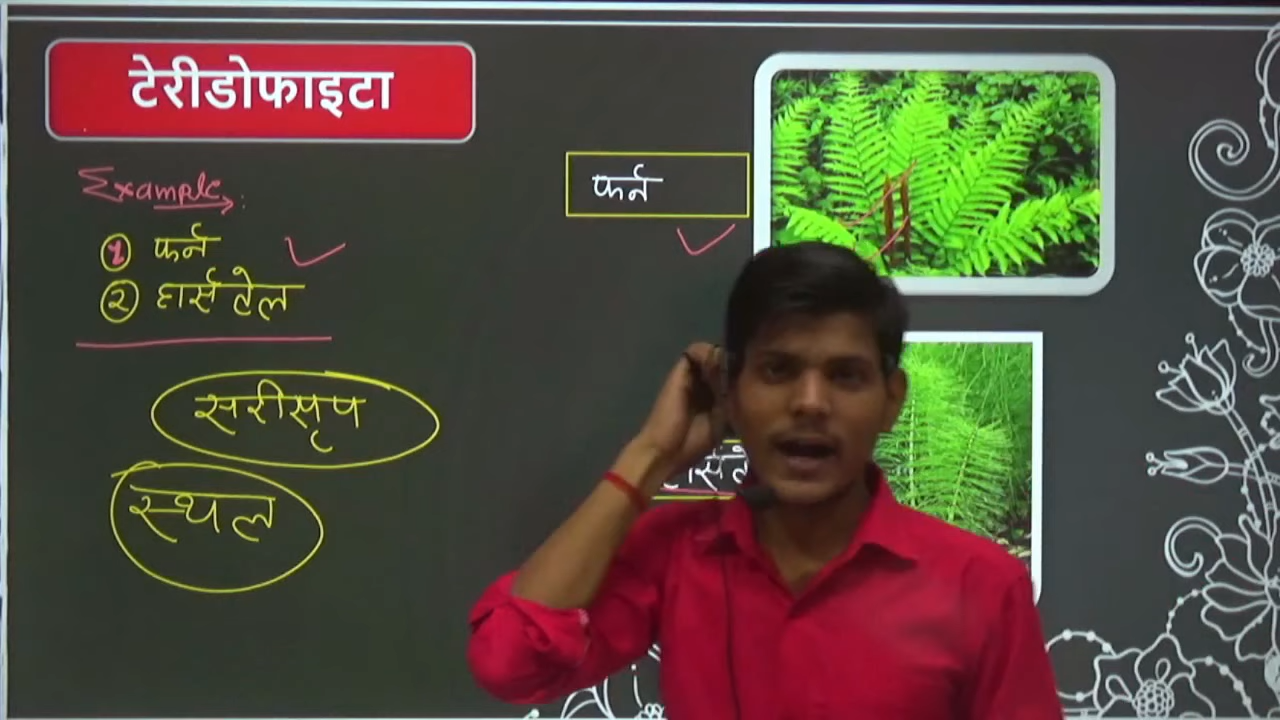 टेरीडोफाइटा
Example :
फर्न
① फर्न
② हार्स टेल
सरीसृप
स्थल